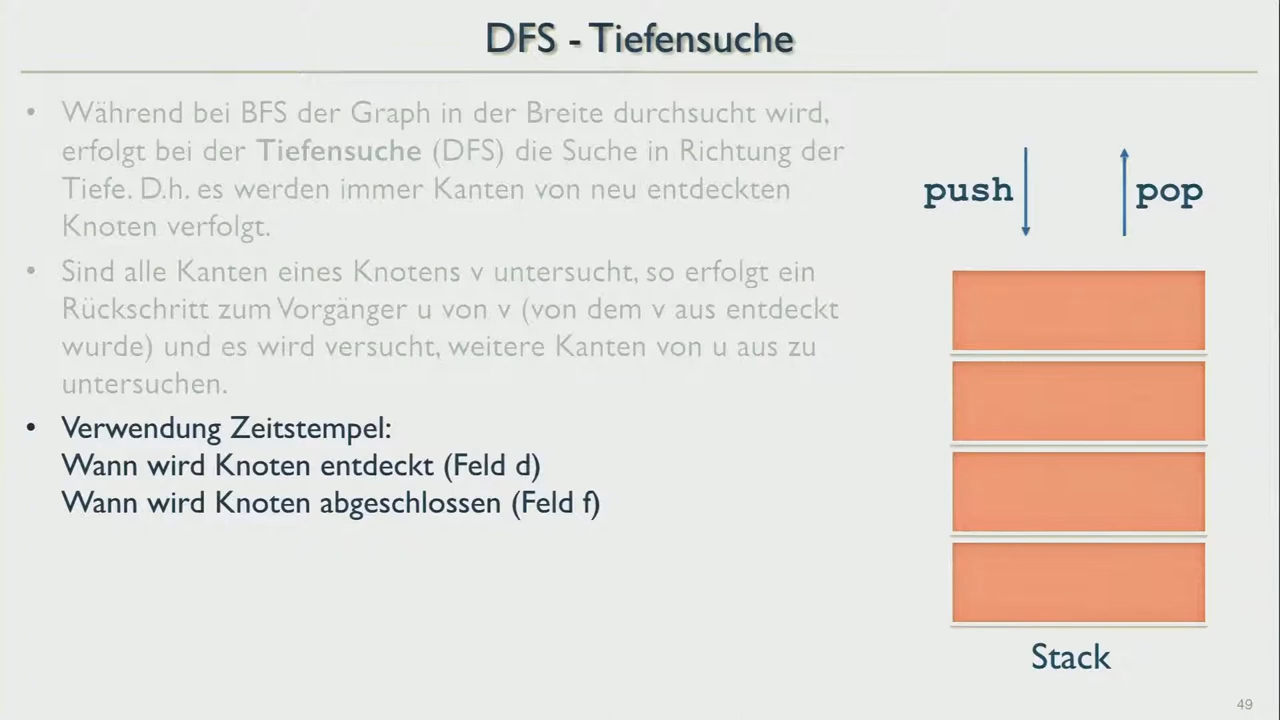 DFS - Tiefensuche
• Während bei BFS der Graph in der Breite durchsucht wird,
erfolgt bei der Tiefensuche (DFS) die Suche in Richtung der
Tiefe. D.h. es werden immer Kanten von neu entdeckten
Knoten verfolgt.
• Sind alle Kanten eines Knotens v untersucht, so erfolgt ein
Rückschritt zum Vorgänger u von v (von dem v aus entdeckt
wurde) und es wird versucht, weitere Kanten von u aus zu
untersuchen.
• Verwendung Zeitstempel:
Wann wird Knoten entdeckt (Feld d)
Wann wird Knoten abgeschlossen (Feld f)
push
pop
Stack
49